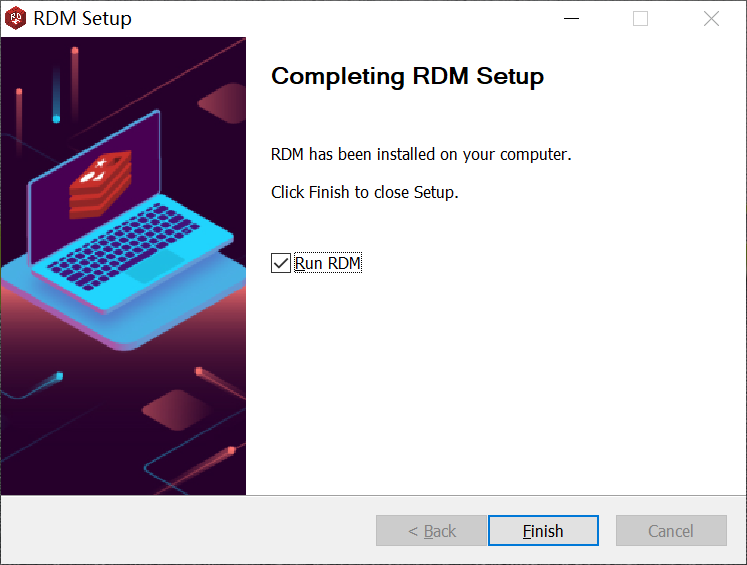 RDM Setup
Completing RDM Setup
RDM has been installed on your computer.
Click Finish to close Setup.
Run RDM
< Back
Finish
Cancel